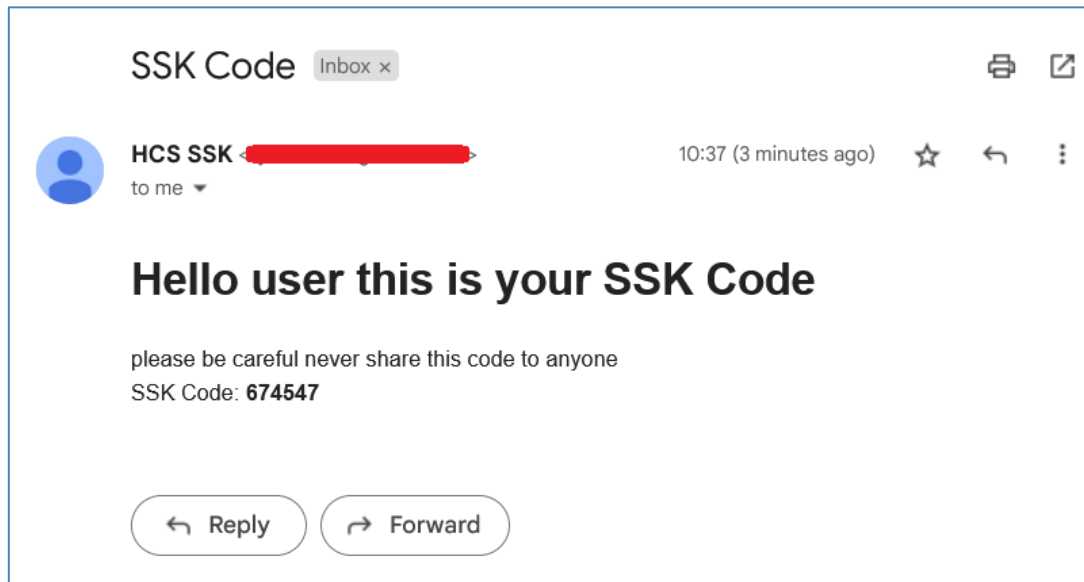 SSK Code Inbox ×
HCS SSK < > 10:37 (3 minutes ago)
to me
Hello user this is your SSK Code
please be careful never share this code to anyone
SSK Code: 674547
Reply Forward